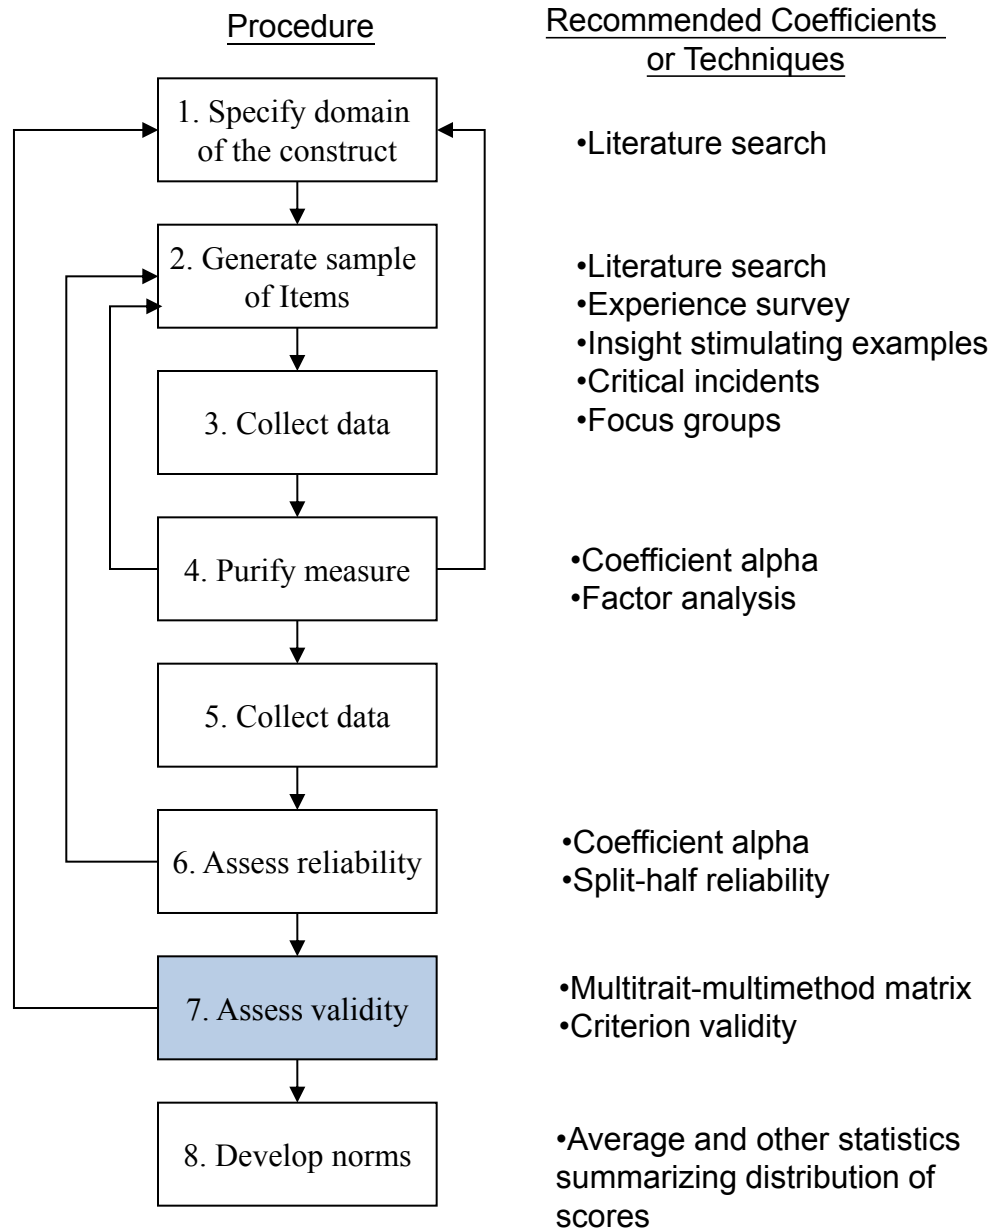 Procedure
Recommended Coefficients
or Techniques
1. Specify domain
of the construct
•Literature search
2. Generate sample
of Items
•Literature search
•Experience survey
•Insight stimulating examples
•Critical incidents
•Focus groups
3. Collect data
4. Purify measure
•Coefficient alpha
•Factor analysis
5. Collect data
6. Assess reliability
•Coefficient alpha
•Split-half reliability
7. Assess validity
•Multitrait-multimethod matrix
•Criterion validity
8. Develop norms
•Average and other statistics
summarizing distribution of
scores